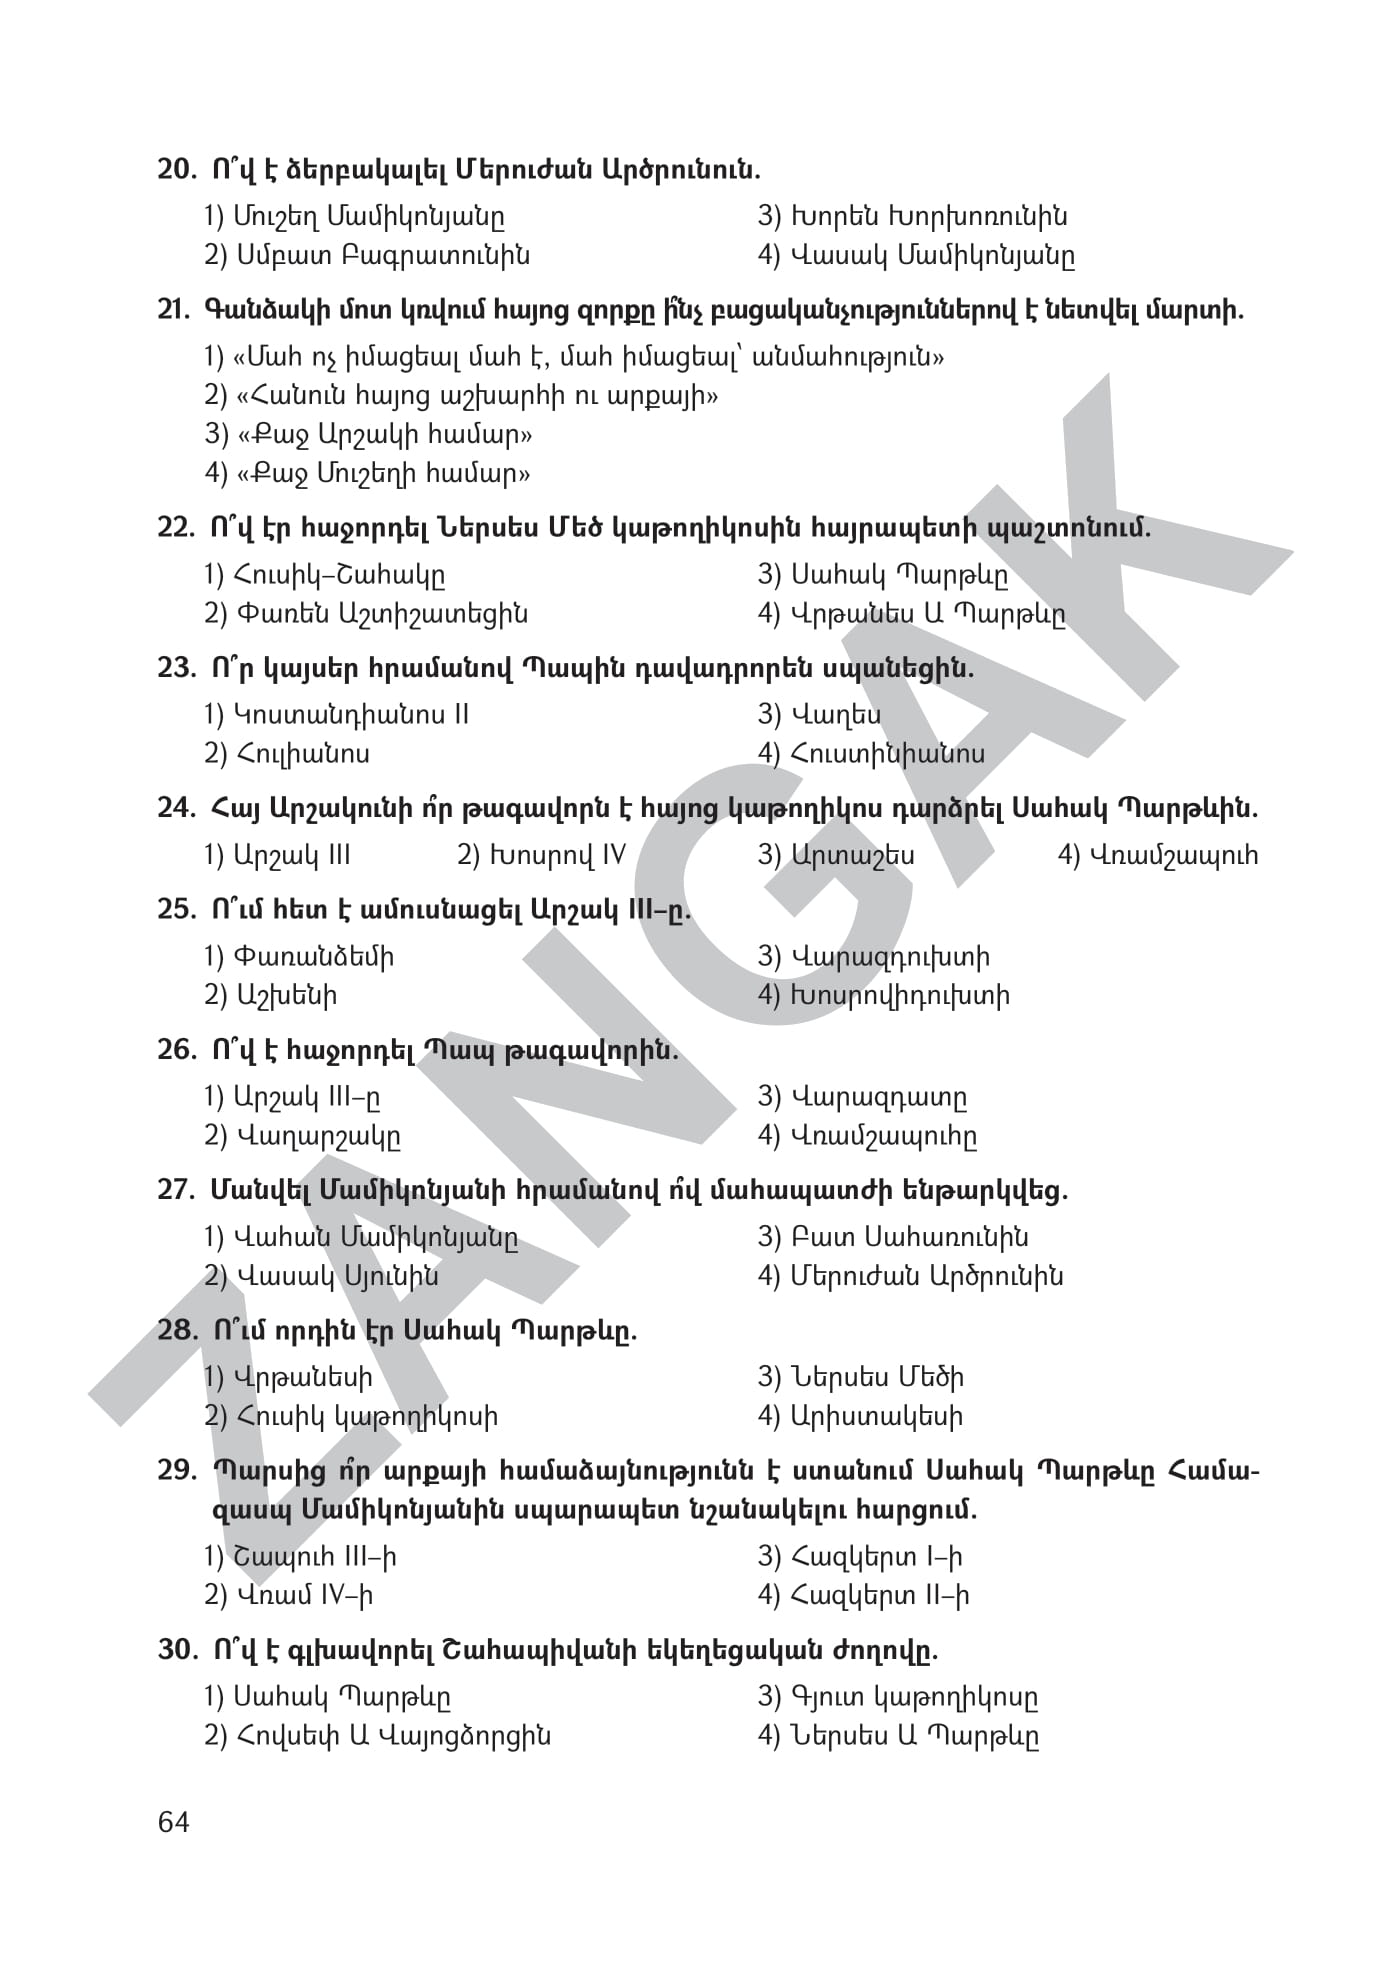 20. Ո՞վ է ձերբակալել Մերուժան Արծրունուն.
1) Մուշեղ Մամիկոնյանը 3) Խորեն Խորխոռունին
2) Սմբատ Բագրատունին 4) Վասակ Մամիկոնյանը
21. Գանձակի մոտ կռվում հայոց զորքը ի՞նչ բացականչություններով է նետվել մարտի.
1) «Մահ ոչ իմացեալ մահ է, մահ իմացեալ՝ անմահություն»
2) «Հանուն հայոց աշխարհի ու արքայի»
3) «Քաջ Արշակի համար»
4) «Քաջ Մուշեղի համար»
22. Ո՞վ էր հաջորդել Ներսես Մեծ կաթողիկոսին հայրապետի պաշտոնում.
1) Հուսիկ–Շահակը 3) Սահակ Պարթևը
2) Փառեն Աշտիշատեցին 4) Վրթանես Ա Պարթևը
23. Ո՞ր կայսեր հրամանով Պապին դավադրորեն սպանեցին.
1) Կոստանդիանոս II 3) Վաղես
2) Հուլիանոս 4) Հուստինիանոս
24. Հայ Արշակունի ո՞ր թագավորն է հայոց կաթողիկոս դարձրել Սահակ Պարթևին.
1) Արշակ III 2) Խոսրով IV 3) Արտաշես 4) Վռամշապուհ
25. Ո՞ւմ հետ է ամուսնացել Արշակ III–ը.
1) Փառանձեմի 3) Վարազդուխտի
2) Աշխենի 4) Խոսրովիդուխտի
26. Ո՞վ է հաջորդել Պապ թագավորին.
1) Արշակ III–ը 3) Վարազդատը
2) Վաղարշակը 4) Վռամշապուհը
27. Մանվել Մամիկոնյանի հրամանով ո՞վ մահապատժի ենթարկվեց.
1) Վահան Մամիկոնյանը 3) Բատ Սահառունին
2) Վասակ Սյունին 4) Մերուժան Արծրունին
28. Ո՞ւմ որդին էր Սահակ Պարթևը.
1) Վրթանեսի 3) Ներսես Մեծի
2) Հուսիկ կաթողիկոսի 4) Արիստակեսի
29. Պարսից ո՞ր արքայի համաձայնությունն է ստանում Սահակ Պարթևը Համա-
զասպ Մամիկոնյանին սպարապետ նշանակելու հարցում.
1) Շապուհ III–ի 3) Հազկերտ I–ի
2) Վռամ IV–ի 4) Հազկերտ II–ի
30. Ո՞վ է գլխավորել Շահապիվանի եկեղեցական ժողովը.
1) Սահակ Պարթևը 3) Գյուտ կաթողիկոսը
2) Հովսեփ Ա Վայոցձորցին 4) Ներսես Ա Պարթևը
64
ZANGAK